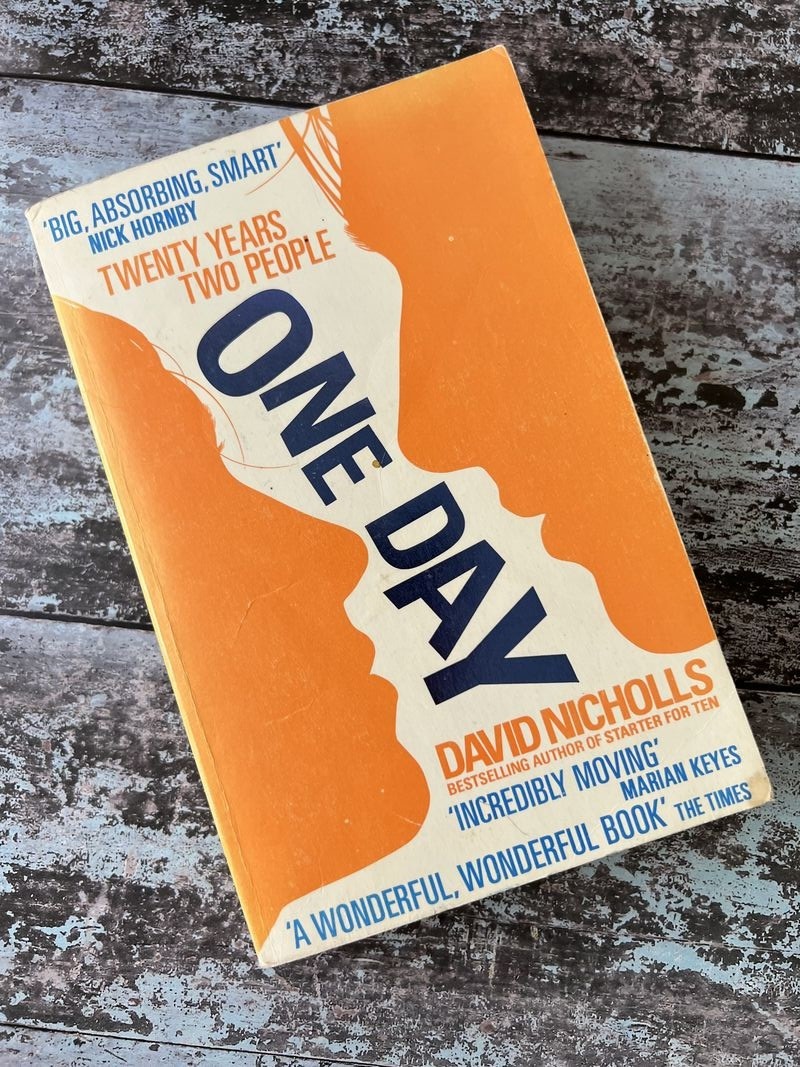 ‘BIG, ABSORBING, SMART’
NICK HORNBY
TWENTY YEARS
TWO PEOPLE
ONE DAY
DAVID NICHOLLS
BESTSELLING AUTHOR OF STARTER FOR TEN
‘INCREDIBLY MOVING’
MARIAN KEYES
‘A WONDERFUL, WONDERFUL BOOK’ THE TIMES